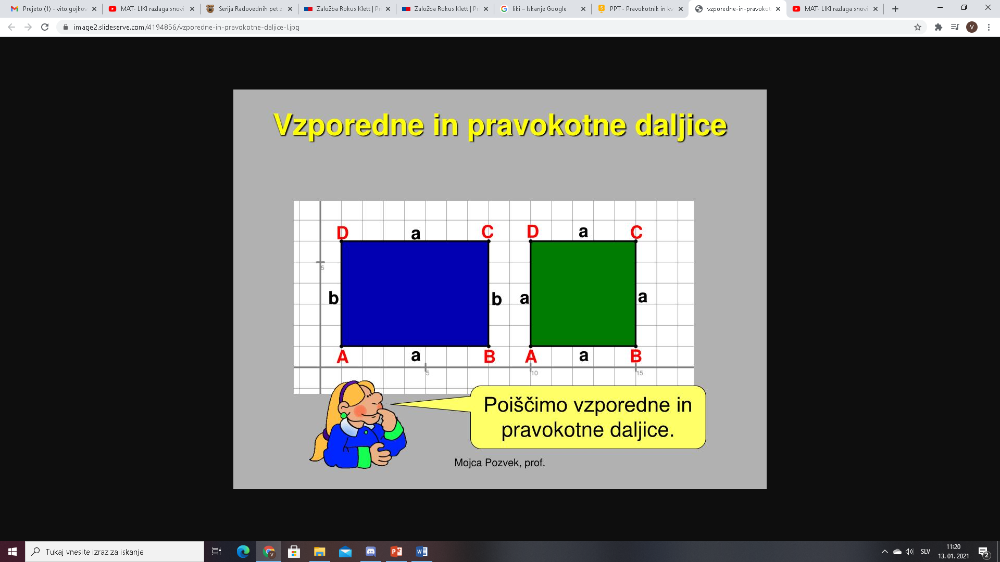 Prejeto (1) - vito.gojkov
MAT- LIKI razlaga snovi
Serija Radovednih pet z
Založba Rokus Klett | Pr
Založba Rokus Klett | Pr
liki – Iskanje Google
PPT - Pravokotnik in kv
vzporedne-in-pravokot
MAT- LIKI razlaga snovi
image2.slideserve.com/4194856/vzporedne-in-pravokotne-daljice-l.jpg
V
Vzporedne in pravokotne daljice
D a C D a C
5
b b a a
A a B A a B
5 10 15
Poiščimo vzporedne in
pravokotne daljice.
Mojca Pozvek, prof.
Tukaj vnesite izraz za iskanje
SLV
11:20
13. 01. 2021
2